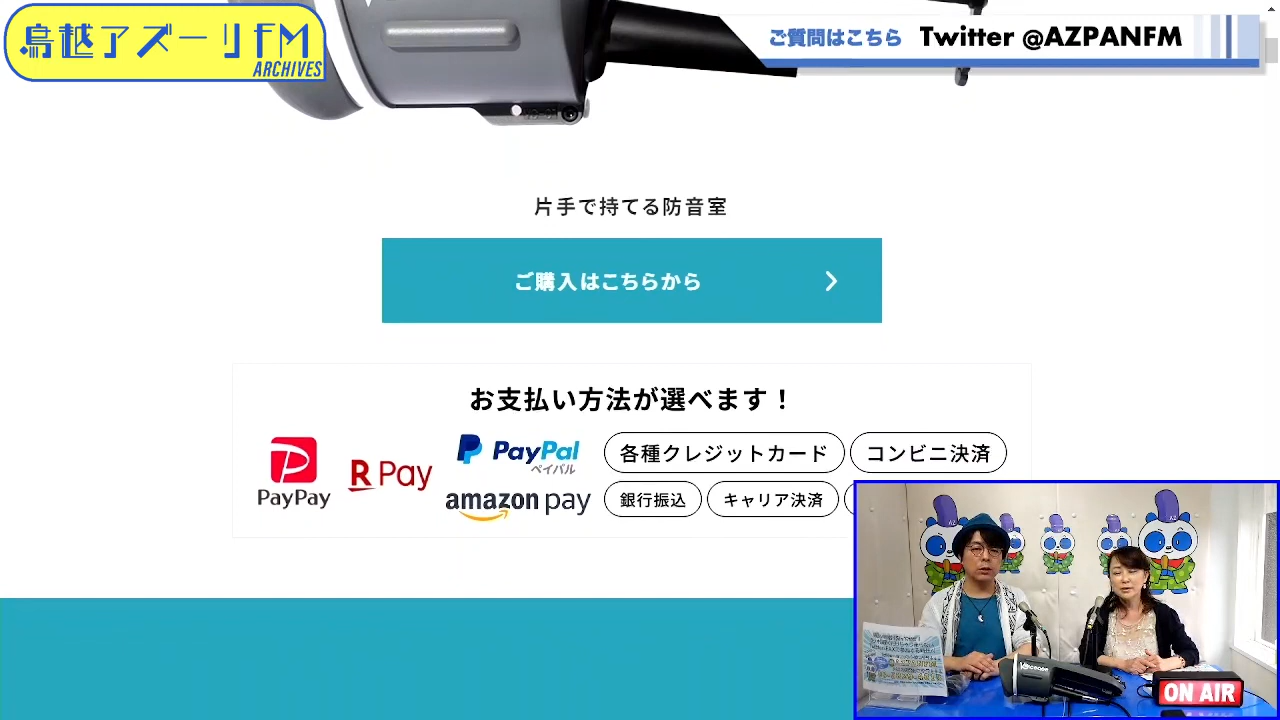 鳥越アズーリFM
ARCHIVES
ご質問はこちら Twitter @AZPANFM
片手で持てる防音室
ご購入はこちらから
お支払い方法が選べます！
PayPay
R Pay
PayPal
ペイパル
amazon pay
各種クレジットカード
コンビニ決済
銀行振込
キャリア決済
ON AIR